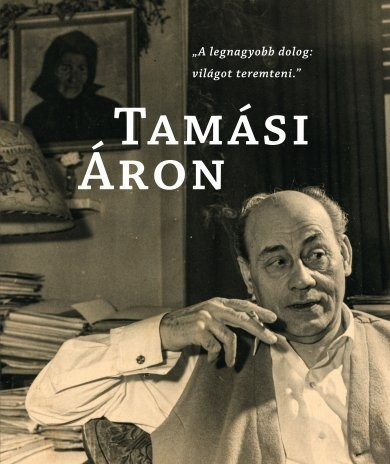 „A legnagyobb dolog:
világot teremteni.”
TAMÁSI
ÁRON